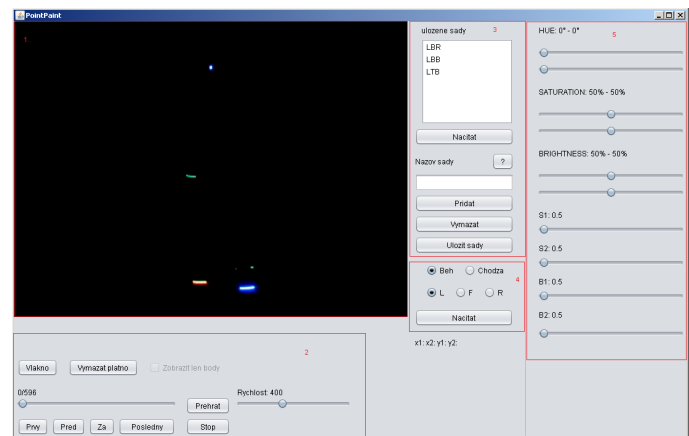 PointPaint
1.
ulozene sady 3
LBR
LBB
LTB
Nacitat
Nazov sady ?
Pridat
Vymazat
Ulozit sady
Beh Chodza
4
L F R
Nacitat
x1: x2: y1: y2:
HUE: 0° - 0° 5
SATURATION: 50% - 50%
BRIGHTNESS: 50% - 50%
S1: 0.5
S2: 0.5
B1: 0.5
B2: 0.5
2
Vlakno Vymazat platno Zobrazit len body
0/596 Rychlost: 400
Prehrat
Prvy Pred Za Posledny Stop